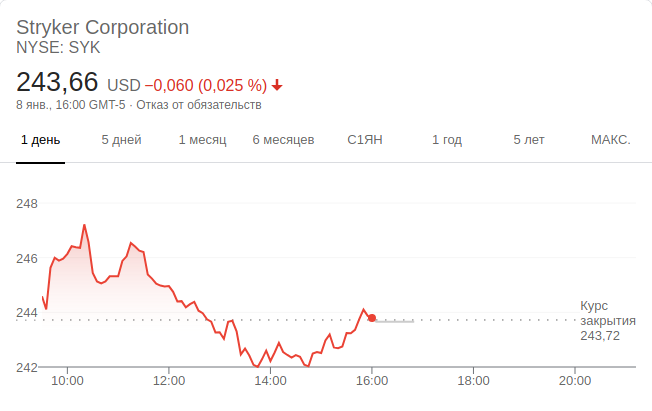 Stryker Corporation
NYSE: SYK
243,66 USD −0,060 (0,025 %)
8 янв., 16:00 GMT-5 · Отказ от обязательств
1 день 5 дней 1 месяц 6 месяцев С1ЯН 1 год 5 лет МАКС.
248
246
244
242
Курс
закрытия
243,72
10:00 12:00 14:00 16:00 18:00 20:00